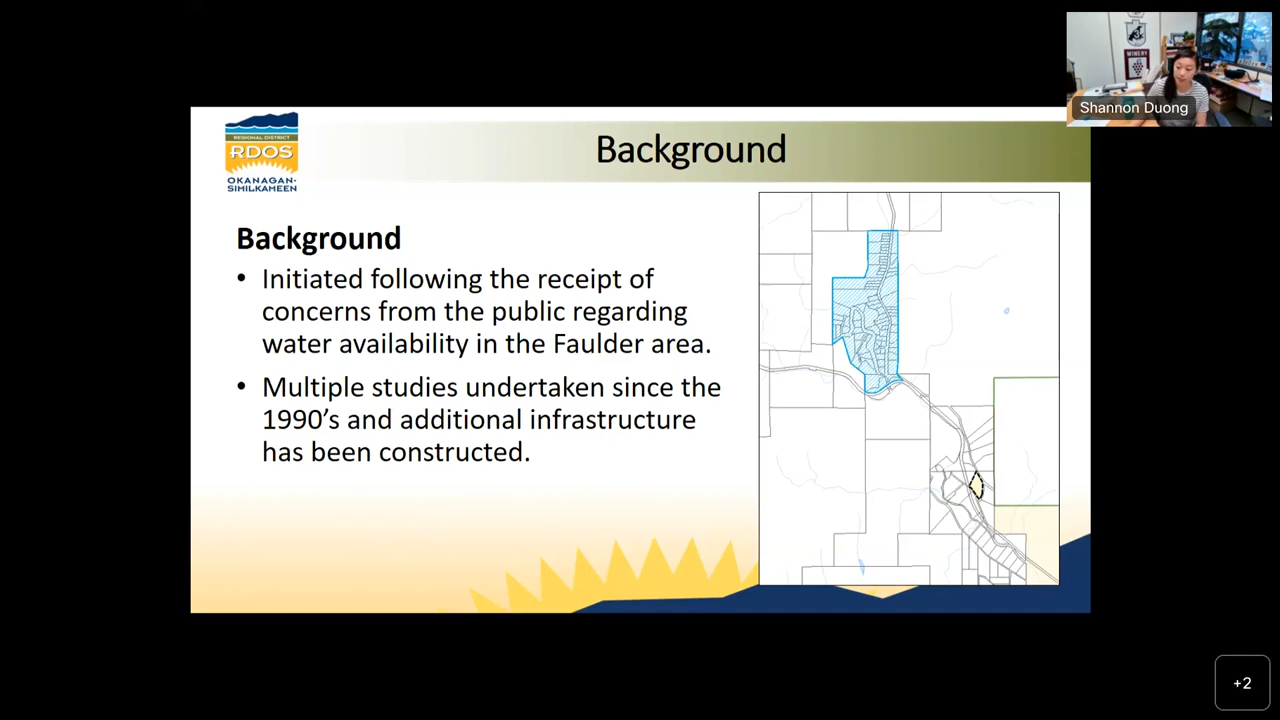 WINERY
Shannon Duong
REGIONAL DISTRICT
RDOS
OKANAGAN-
SIMILKAMEEN
Background
Background
• Initiated following the receipt of
concerns from the public regarding
water availability in the Faulder area.
• Multiple studies undertaken since the
1990’s and additional infrastructure
has been constructed.
+2